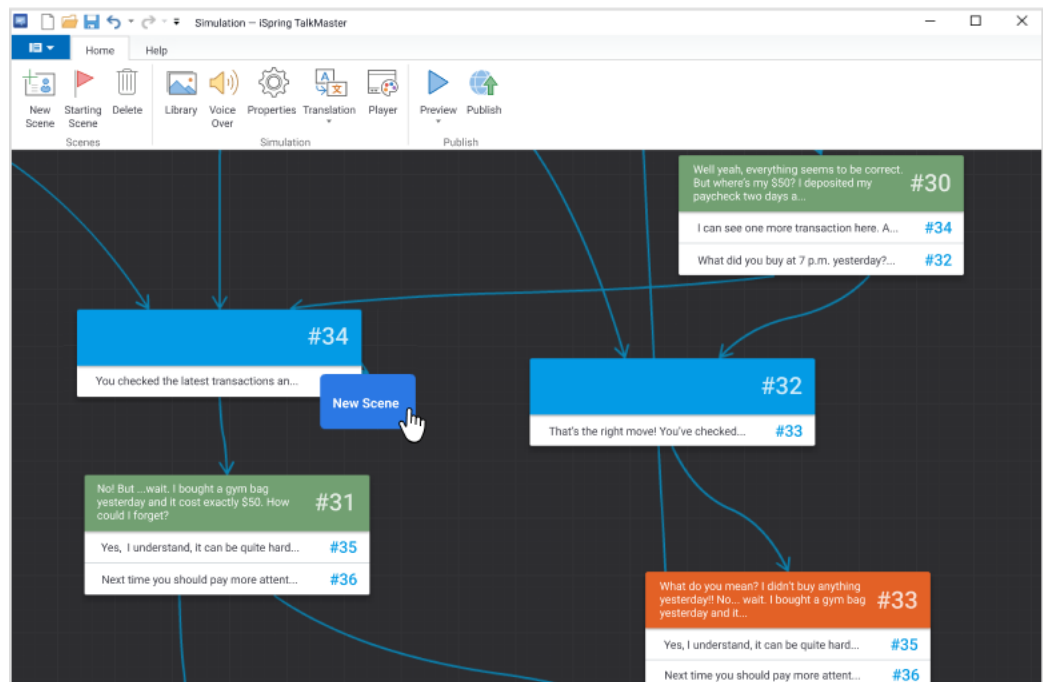 Simulation — iSpring TalkMaster
Home Help
New Scene
Starting Scene
Delete
Library
Voice Over
Properties
Translation
Player
Preview
Publish
Scenes
Simulation
Publish
Well yeah, everything seems to be correct.
But where's my $50? I deposited my
paycheck two days a...
#30
I can see one more transaction here. A... #34
What did you buy at 7 p.m. yesterday?... #32
#34
You checked the latest transactions an...
New Scene
#32
That's the right move! You've checked... #33
No! But ...wait. I bought a gym bag
yesterday and it cost exactly $50. How
could I forget?
#31
Yes, I understand, it can be quite hard... #35
Next time you should pay more attent... #36
What do you mean? I didn't buy anything
yesterday!! No... wait. I bought a gym bag
yesterday and it...
#33
Yes, I understand, it can be quite hard... #35
Next time you should pay more attent... #36